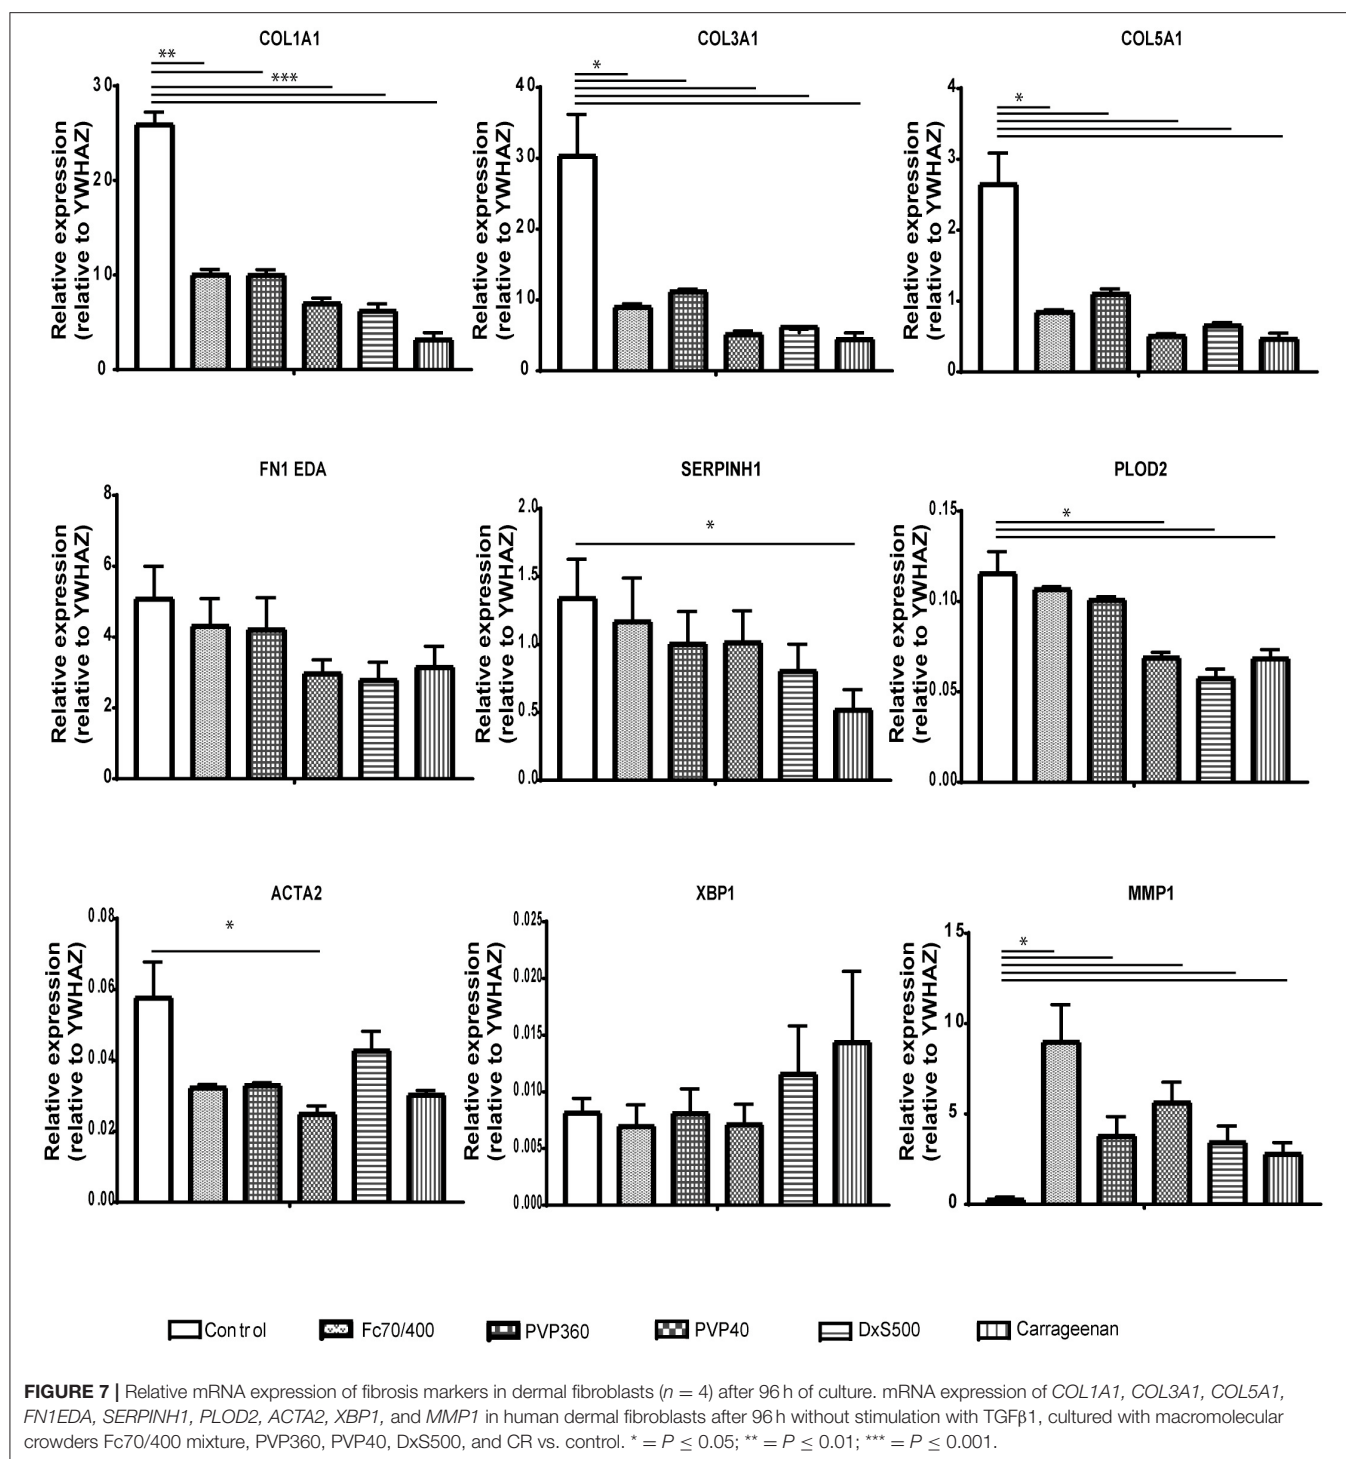 COL1A1
**
***
30
20
10
0
Relative expression
(relative to YWHAZ)
COL3A1
*
40
30
20
10
0
Relative expression
(relative to YWHAZ)
COL5A1
*
4
3
2
1
0
Relative expression
(relative to YWHAZ)
FN1 EDA
8
6
4
2
0
Relative expression
(relative to YWHAZ)
SERPINH1
*
2.0
1.5
1.0
0.5
0.0
Relative expression
(relative to YWHAZ)
PLOD2
*
0.15
0.10
0.05
0.00
Relative expression
(relative to YWHAZ)
ACTA2
*
0.08
0.06
0.04
0.02
0.00
Relative expression
(relative to YWHAZ)
XBP1
0.025
0.020
0.015
0.010
0.005
0.000
Relative expression
(relative to YWHAZ)
MMP1
*
15
10
5
0
Relative expression
(relative to YWHAZ)
Control Fc70/400 PVP360 PVP40 DxS500 Carrageenan
FIGURE 7 | Relative mRNA expression of fibrosis markers in dermal fibroblasts (n = 4) after 96 h of culture. mRNA expression of COL1A1, COL3A1, COL5A1,
FN1EDA, SERPINH1, PLOD2, ACTA2, XBP1, and MMP1 in human dermal fibroblasts after 96 h without stimulation with TGFβ1, cultured with macromolecular
crowders Fc70/400 mixture, PVP360, PVP40, DxS500, and CR vs. control. * = P ≤ 0.05; ** = P ≤ 0.01; *** = P ≤ 0.001.